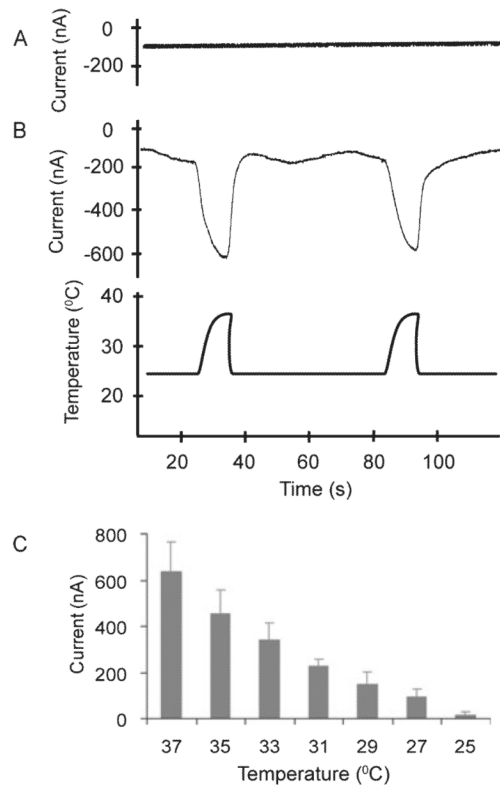 A
Current (nA)
0
-200
B
Current (nA)
0
-200
-400
-600
Temperature (⁰C)
40
30
20
20 40 60 80 100
Time (s)
C
Current (nA)
800
600
400
200
0
37 35 33 31 29 27 25
Temperature (⁰C)